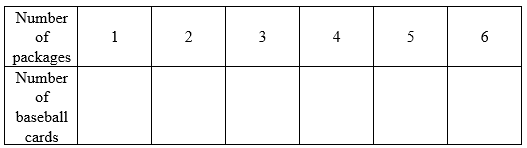 Number
of
packages
1 2 3 4 5 6
Number
of
baseball
cards